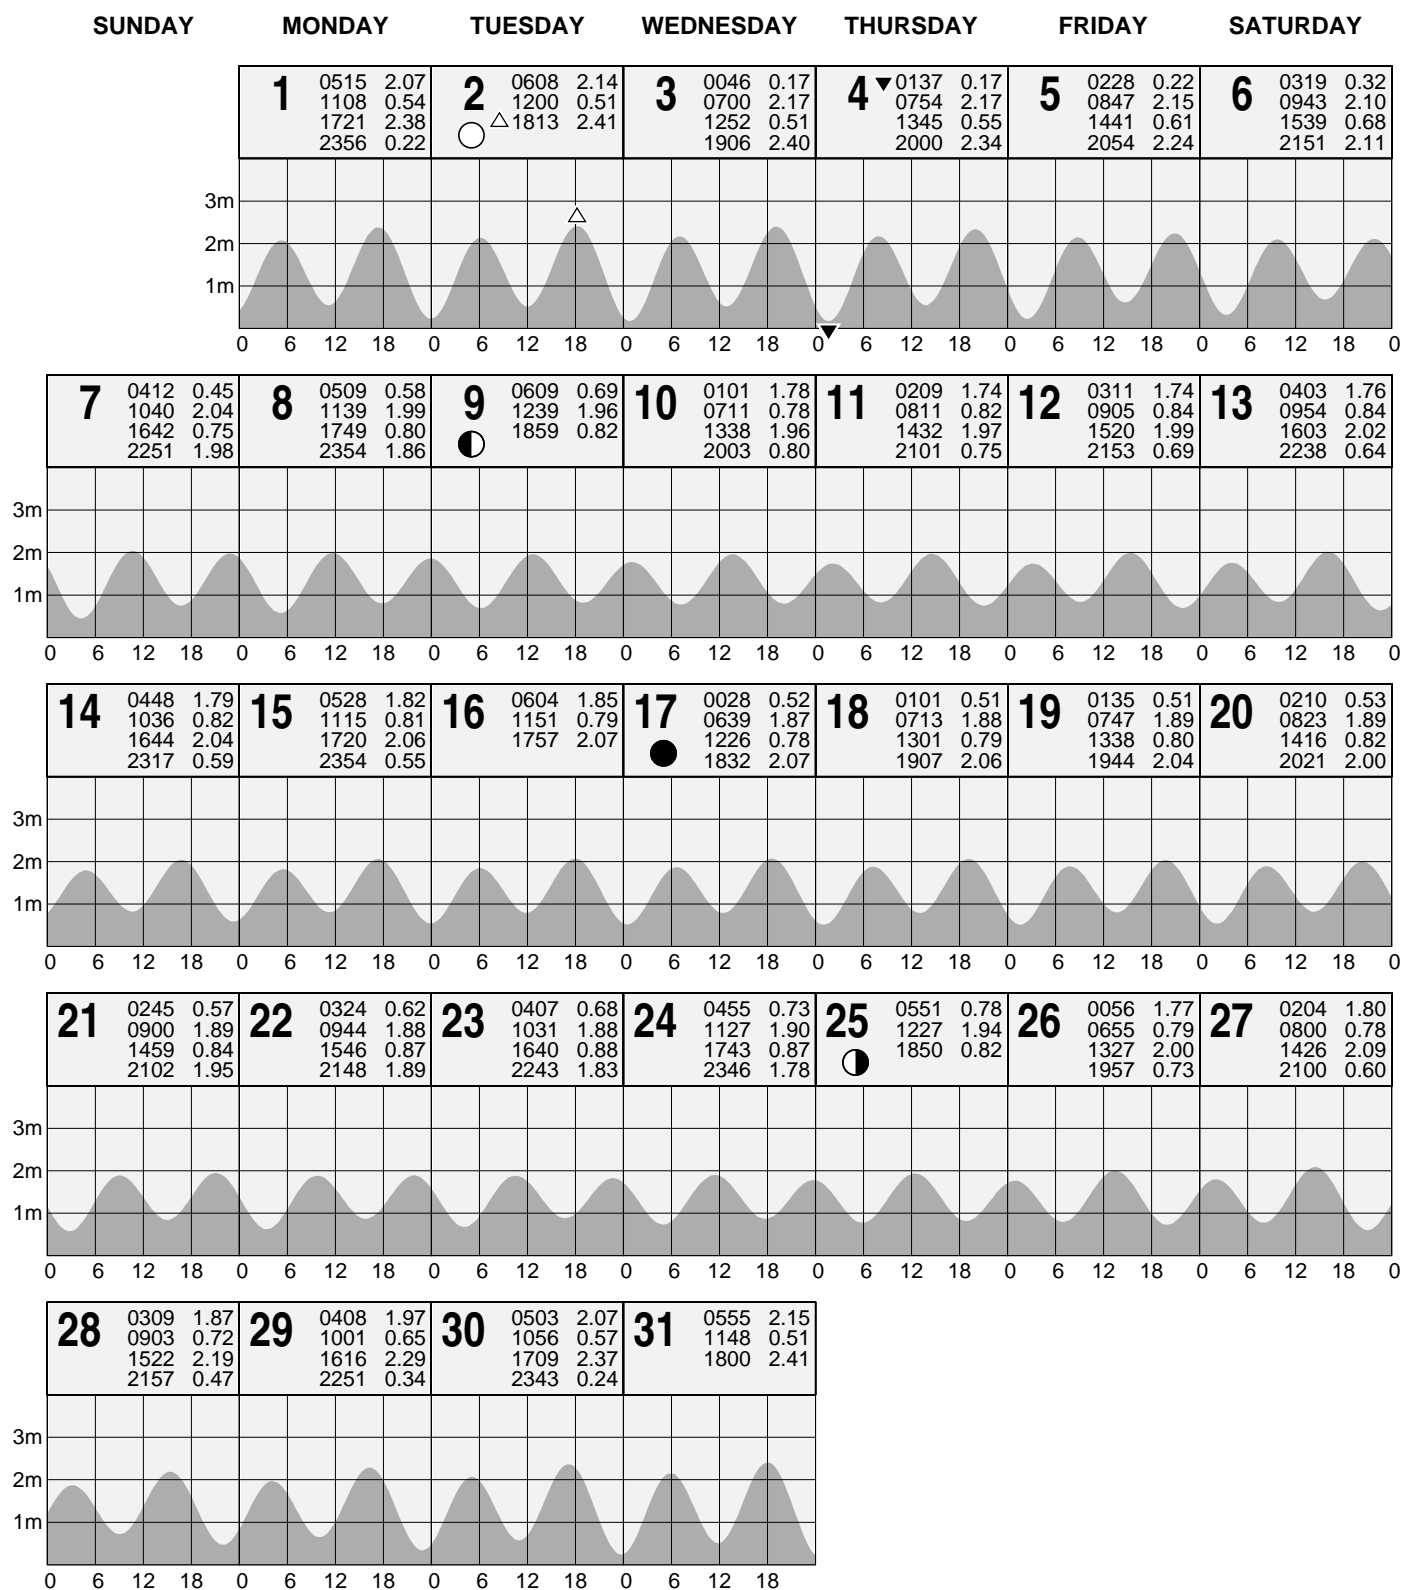 SUNDAY MONDAY TUESDAY WEDNESDAY THURSDAY FRIDAY SATURDAY
1 0515 2.07
1108 0.54
1721 2.38
2356 0.22
2 0608 2.14
1200 0.51
1813 2.41
3 0046 0.17
0700 2.17
1252 0.51
1906 2.40
4 0137 0.17
0754 2.17
1345 0.55
2000 2.34
5 0228 0.22
0847 2.15
1441 0.61
2054 2.24
6 0319 0.32
0943 2.10
1539 0.68
2151 2.11
3m
2m
1m
0 6 12 18 0 6 12 18 0 6 12 18 0 6 12 18 0 6 12 18 0 6 12 18 0
7 0412 0.45
1040 2.04
1642 0.75
2251 1.98
8 0509 0.58
1139 1.99
1749 0.80
2354 1.86
9 0609 0.69
1239 1.96
1859 0.82
10 0101 1.78
0711 0.78
1338 1.96
2003 0.80
11 0209 1.74
0811 0.82
1432 1.97
2101 0.75
12 0311 1.74
0905 0.84
1520 1.99
2153 0.69
13 0403 1.76
0954 0.84
1603 2.02
2238 0.64
3m
2m
1m
0 6 12 18 0 6 12 18 0 6 12 18 0 6 12 18 0 6 12 18 0 6 12 18 0 6 12 18 0
14 0448 1.79
1036 0.82
1644 2.04
2317 0.59
15 0528 1.82
1115 0.81
1720 2.06
2354 0.55
16 0604 1.85
1151 0.79
1757 2.07
17 0028 0.52
0639 1.87
1226 0.78
1832 2.07
18 0101 0.51
0713 1.88
1301 0.79
1907 2.06
19 0135 0.51
0747 1.89
1338 0.80
1944 2.04
20 0210 0.53
0823 1.89
1416 0.82
2021 2.00
3m
2m
1m
0 6 12 18 0 6 12 18 0 6 12 18 0 6 12 18 0 6 12 18 0 6 12 18 0 6 12 18 0
21 0245 0.57
0900 1.89
1459 0.84
2102 1.95
22 0324 0.62
0944 1.88
1546 0.87
2148 1.89
23 0407 0.68
1031 1.88
1640 0.88
2243 1.83
24 0455 0.73
1127 1.90
1743 0.87
2346 1.78
25 0551 0.78
1227 1.94
1850 0.82
26 0056 1.77
0655 0.79
1327 2.00
1957 0.73
27 0204 1.80
0800 0.78
1426 2.09
2100 0.60
3m
2m
1m
0 6 12 18 0 6 12 18 0 6 12 18 0 6 12 18 0 6 12 18 0 6 12 18 0 6 12 18 0
28 0309 1.87
0903 0.72
1522 2.19
2157 0.47
29 0408 1.97
1001 0.65
1616 2.29
2251 0.34
30 0503 2.07
1056 0.57
1709 2.37
2343 0.24
31 0555 2.15
1148 0.51
1800 2.41
3m
2m
1m
0 6 12 18 0 6 12 18 0 6 12 18 0 6 12 18